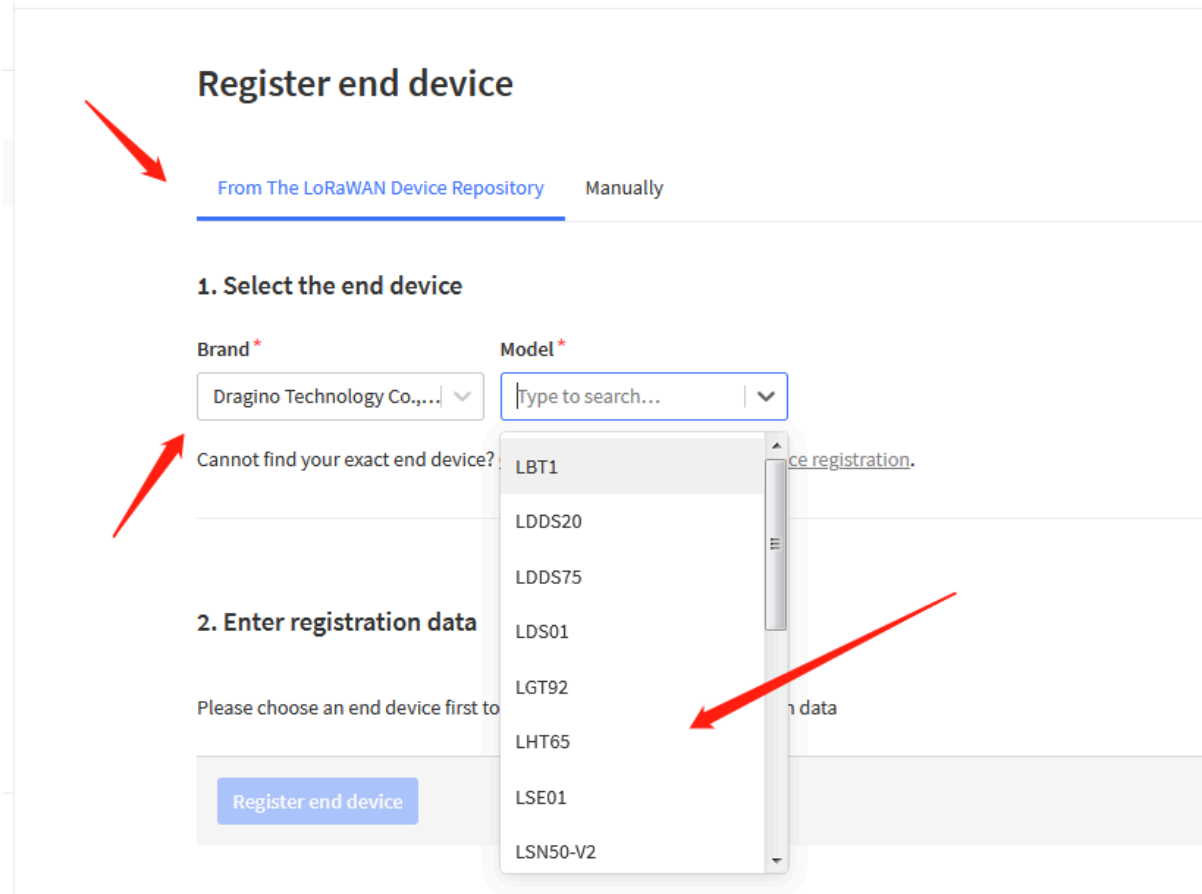 Register end device
From The LoRaWAN Device Repository Manually
1. Select the end device
Brand* Model*
Dragino Technology Co.,... Type to search...
Cannot find your exact end device? ce registration.
LBT1
LDDS20
LDDS75
LDS01
2. Enter registration data
LGT92
Please choose an end device first to n data
LHT65
LSE01
Register end device
LSN50-V2